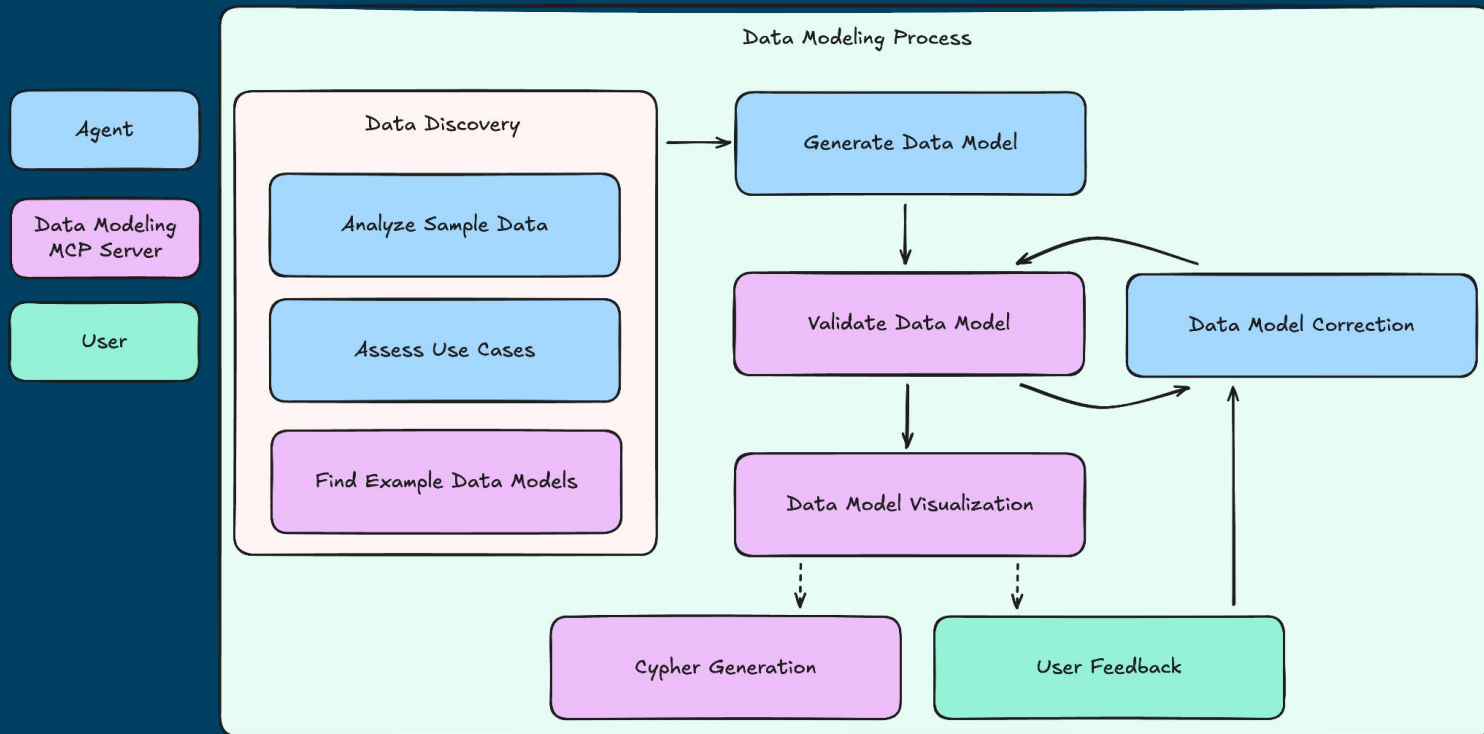 Data Modeling Process
Agent
Data Modeling
MCP Server
User
Data Discovery
Analyze Sample Data
Assess Use Cases
Find Example Data Models
Generate Data Model
Validate Data Model
Data Model Correction
Data Model Visualization
Cypher Generation
User Feedback